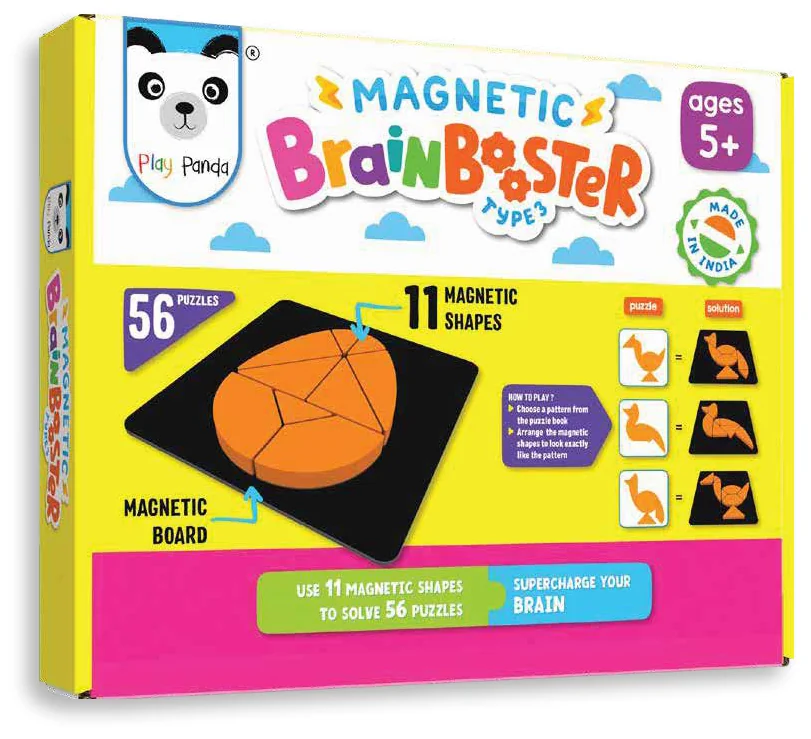 Play Panda
®
MAGNETIC
BrainBooster
TYPE 3
ages
5+
MADE
IN INDIA
56 PUZZLES
11 MAGNETIC
SHAPES
puzzle
solution
=
=
=
HOW TO PLAY ?
Choose a pattern from
the puzzle book
Arrange the magnetic
shapes to look exactly
like the pattern
MAGNETIC
BOARD
USE 11 MAGNETIC SHAPES
TO SOLVE 56 PUZZLES
SUPERCHARGE YOUR
BRAIN
Play Panda
MAGNETIC
BrainBooster